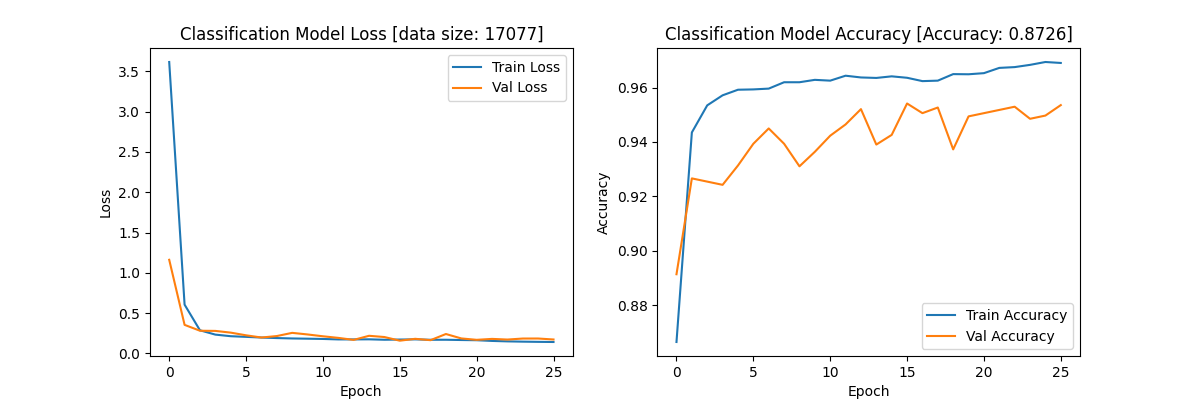 Classification Model Loss [data size: 17077]
Train Loss
Val Loss
3.5
3.0
2.5
2.0
1.5
1.0
0.5
0.0
Loss
0
5
10
15
20
25
Epoch
Classification Model Accuracy [Accuracy: 0.8726]
0.96
0.94
0.92
0.90
0.88
Accuracy
Train Accuracy
Val Accuracy
0
5
10
15
20
25
Epoch